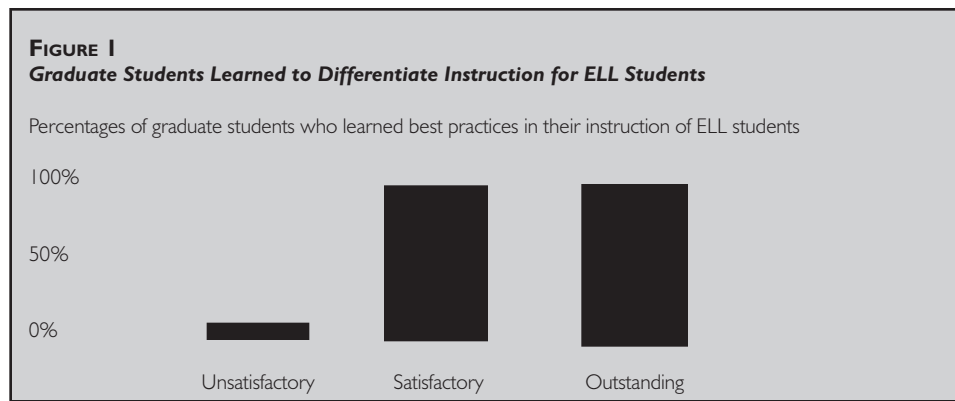 FIGURE 1
Graduate Students Learned to Differentiate Instruction for ELL Students
Percentages of graduate students who learned best practices in their instruction of ELL students
100%
50%
0%
Unsatisfactory Satisfactory Outstanding